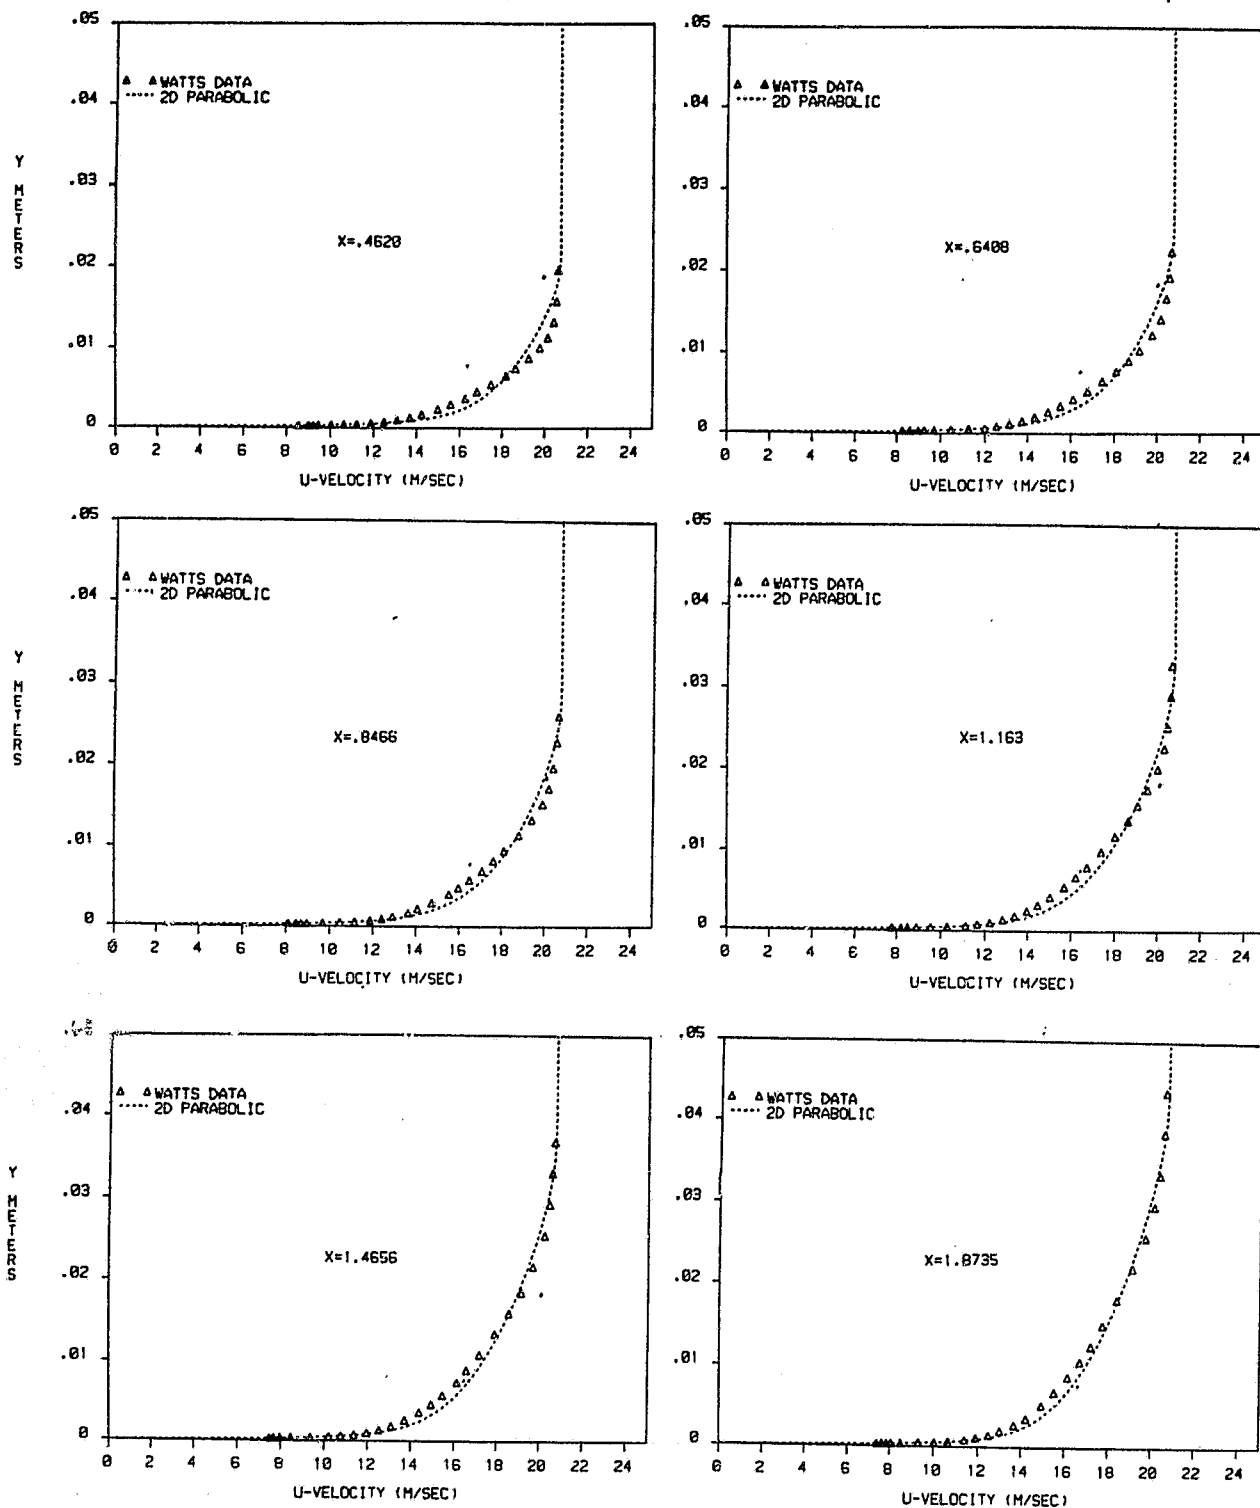 .05
▲ ▲ WATTS DATA
------ 2D PARABOLIC
.04
.03
X=.4620
.02
.01
0
0 2 4 6 8 10 12 14 16 18 20 22 24
U-VELOCITY (M/SEC)
Y METERS
.05
▲ ▲ WATTS DATA
------ 2D PARABOLIC
.04
.03
X=.6408
.02
.01
0
0 2 4 6 8 10 12 14 16 18 20 22 24
U-VELOCITY (M/SEC)
.05
▲ ▲ WATTS DATA
------ 2D PARABOLIC
.04
.03
X=.8466
.02
.01
0
0 2 4 6 8 10 12 14 16 18 20 22 24
U-VELOCITY (M/SEC)
Y METERS
.05
▲ ▲ WATTS DATA
------ 2D PARABOLIC
.04
.03
X=1.163
.02
.01
0
0 2 4 6 8 10 12 14 16 18 20 22 24
U-VELOCITY (M/SEC)
▲ ▲ WATTS DATA
------ 2D PARABOLIC
.04
.03
X=1.4656
.02
.01
0
0 2 4 6 8 10 12 14 16 18 20 22 24
U-VELOCITY (M/SEC)
Y METERS
.05
▲ ▲ WATTS DATA
------ 2D PARABOLIC
.04
.03
X=1.8735
.02
.01
0
0 2 4 6 8 10 12 14 16 18 20 22 24
U-VELOCITY (M/SEC)